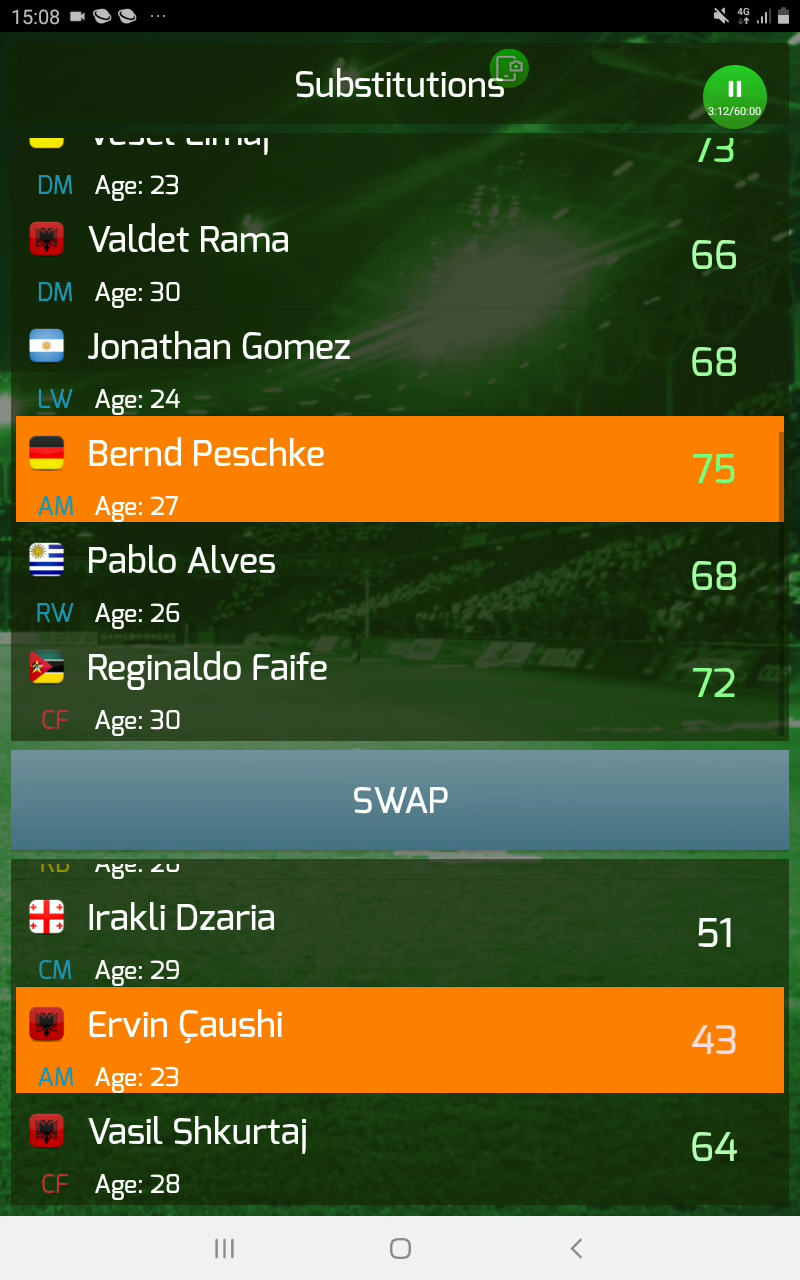 15:08
4G
Substitutions
3:12/60:00
73
DM Age: 23
Valdet Rama
66
DM Age: 30
Jonathan Gomez
68
LW Age: 24
Bernd Peschke
75
AM Age: 27
Pablo Alves
68
RW Age: 26
Reginaldo Faife
72
CF Age: 30
SWAP
Age:
Irakli Dzaria
51
CM Age: 29
Ervin Çaushi
43
AM Age: 23
Vasil Shkurtaj
64
CF Age: 28